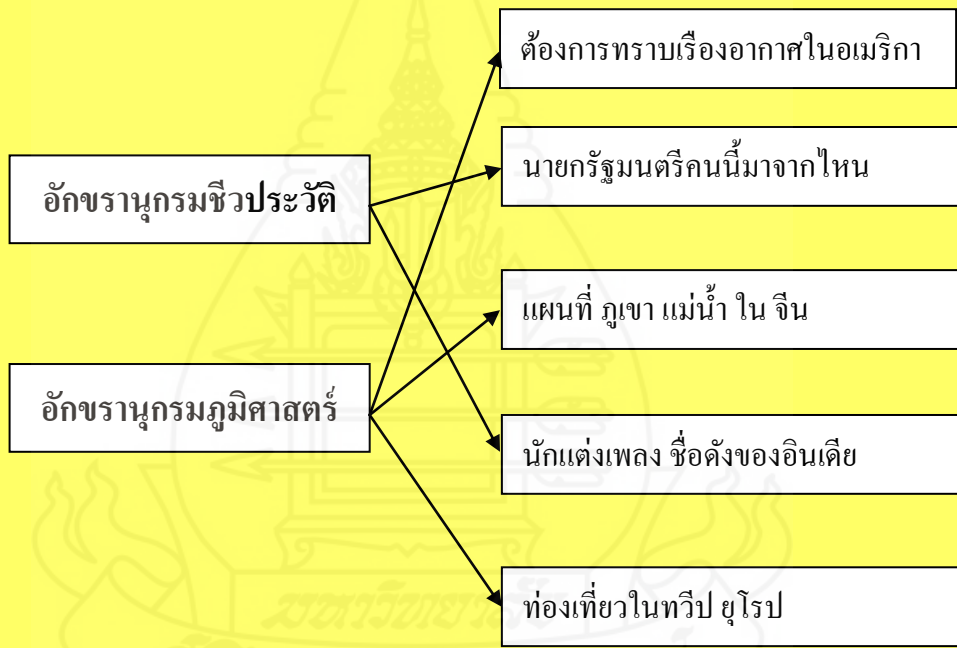 ต้องการทราบเรื่องอากาศในอเมริกา
นายกรัฐมนตรีคนนี้มาจากไหน
อักขรานุกรมชีวประวัติ
แผนที่ ภูเขา แม่น้ำ ใน จีน
อักขรานุกรมภูมิศาสตร์
นักแต่งเพลง ชื่อดังของอินเดีย
ท่องเที่ยวในทวีป ยุโรป